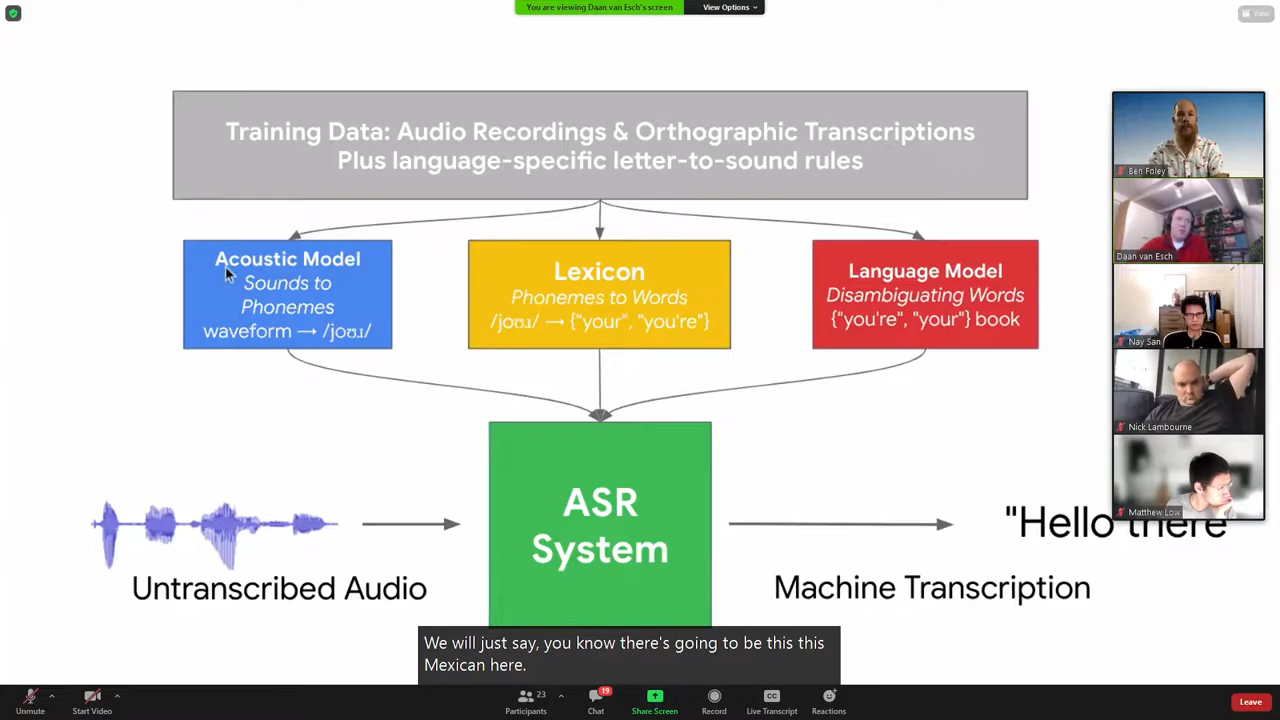 You are viewing Daan van Esch's screen
View Options
View
Training Data: Audio Recordings & Orthographic Transcriptions
Plus language-specific letter-to-sound rules
Acoustic Model
Sounds to
Phonemes
waveform → /joʊɹ/
Lexicon
Phonemes to Words
/joʊɹ/ → {"your", "you're"}
Language Model
Disambiguating Words
{"you're", "your"} book
Ben Foley
Daan van Esch
Nay San
Nick Lambourne
Matthew Low
ASR
System
"Hello there
Untranscribed Audio
Machine Transcription
We will just say, you know there's going to be this this
Mexican here.
Unmute
Start Video
23
Participants
19
Chat
Share Screen
Record
CC
Live Transcript
Reactions
Leave